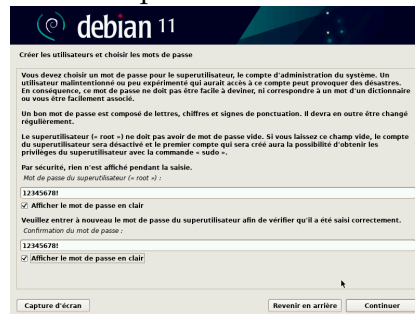 debian 11
Créer les utilisateurs et choisir les mots de passe
Vous devez choisir un mot de passe pour le superutilisateur, le compte d'administration du système. Un
utilisateur malintentionné ou peu expérimenté qui aurait accès à ce compte peut provoquer des désastres.
En conséquence, ce mot de passe ne doit pas être facile à deviner, ni correspondre à un mot d'un dictionnaire
ou vous être facilement associé.
Un bon mot de passe est composé de lettres, chiffres et signes de ponctuation. Il devra en outre être changé
régulièrement.
Le superutilisateur (« root ») ne doit pas avoir de mot de passe vide. Si vous laissez ce champ vide, le compte
du superutilisateur sera désactivé et le premier compte qui sera créé aura la possibilité d'obtenir les
privilèges du superutilisateur avec la commande « sudo ».
Par sécurité, rien n'est affiché pendant la saisie.
Mot de passe du superutilisateur (« root ») :
12345678!
Afficher le mot de passe en clair
Veuillez entrer à nouveau le mot de passe du superutilisateur afin de vérifier qu'il a été saisi correctement.
Confirmation du mot de passe :
12345678!
Afficher le mot de passe en clair
Capture d'écran
Revenir en arrière
Continuer